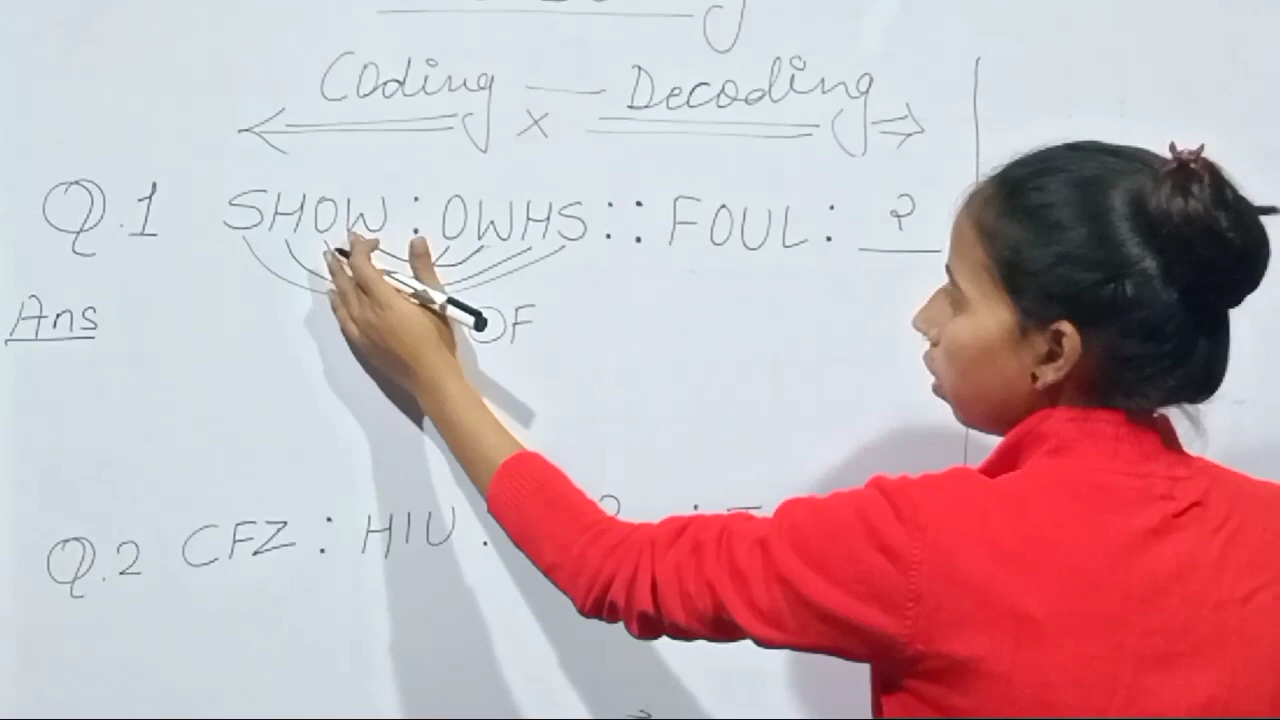 Coding — Decoding
x
Q.1 SHOW : OWHS :: FOUL : ?
Ans OF
Q.2 CFZ : HIU :